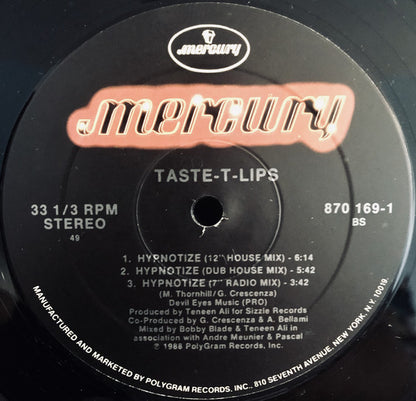 mercury
mercury
TASTE-T-LIPS
33 1/3 RPM
STEREO
49
870 169-1
BS
1. HYPNOTIZE (12" HOUSE MIX) - 6:14
2. HYPNOTIZE (DUB HOUSE MIX) - 5:42
3. HYPNOTIZE (7" RADIO MIX) - 3:42
(M. Thornhill/G. Crescenza)
Devil Eyes Music (PRO)
Produced by Teneen Ali for Sizzle Records
Co-Produced by G. Crescenza & A. Bellami
Mixed by Bobby Blade & Teneen Ali in
association with Andre Meunier & Pascal
℗ 1988 PolyGram Records, Inc.
MANUFACTURED AND MARKETED BY POLYGRAM RECORDS, INC., 810 SEVENTH AVENUE, NEW YORK, N.Y. 10019